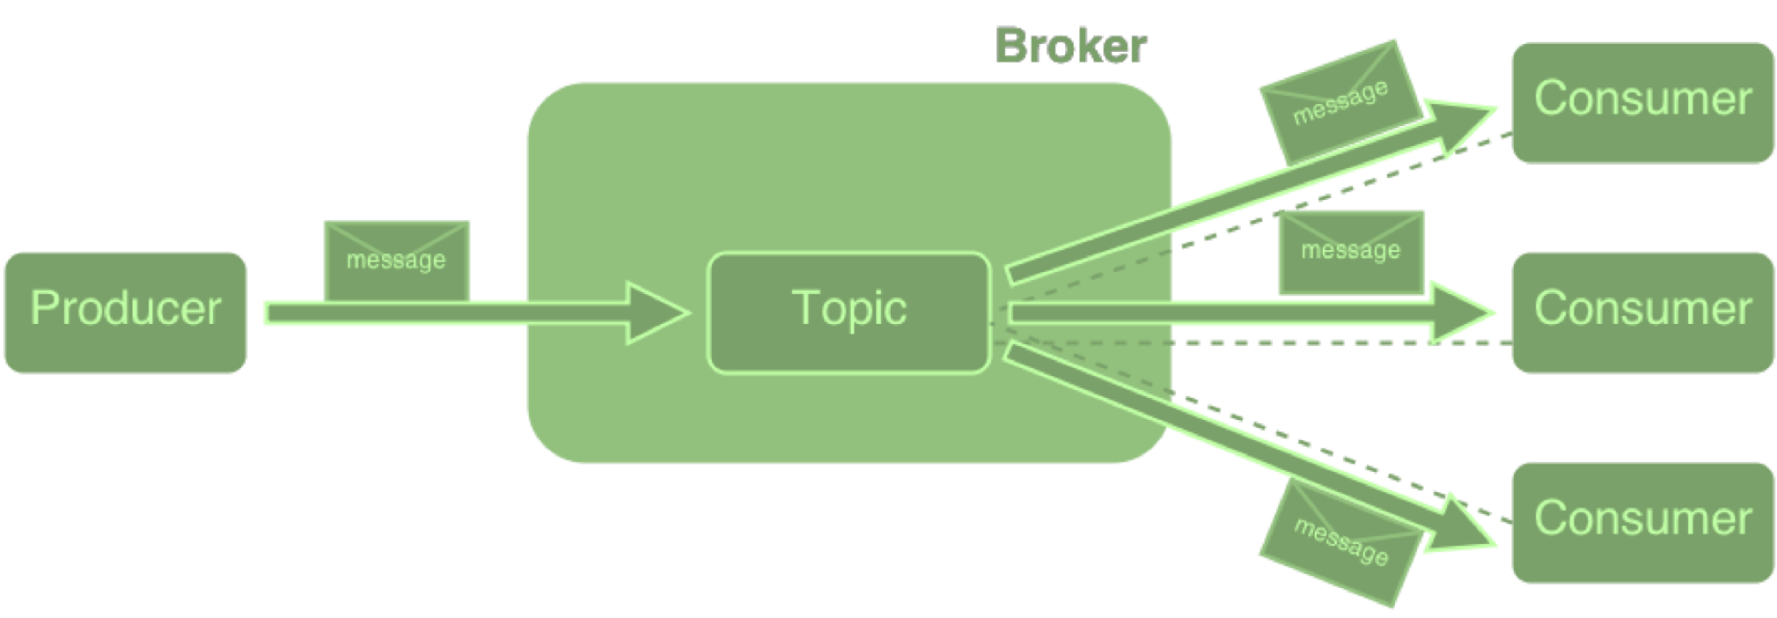 Broker
message
Consumer
message
message
Producer
Topic
Consumer
message
Consumer